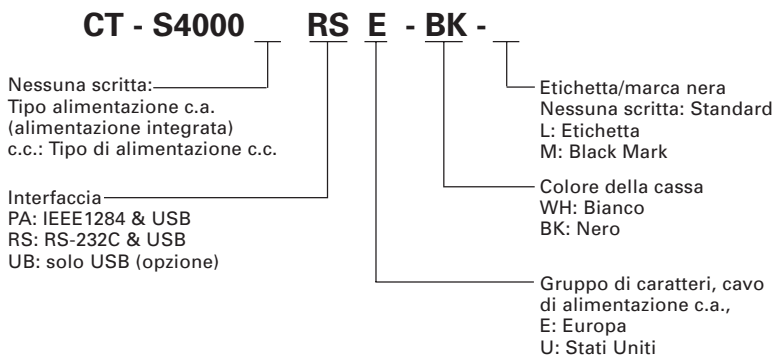 CT - S4000 RS E - BK -
Nessuna scritta:
Tipo alimentazione c.a.
(alimentazione integrata)
c.c.: Tipo di alimentazione c.c.
Interfaccia
PA: IEEE1284 & USB
RS: RS-232C & USB
UB: solo USB (opzione)
Etichetta/marca nera
Nessuna scritta: Standard
L: Etichetta
M: Black Mark
Colore della cassa
WH: Bianco
BK: Nero
Gruppo di caratteri, cavo
di alimentazione c.a.,
E: Europa
U: Stati Uniti